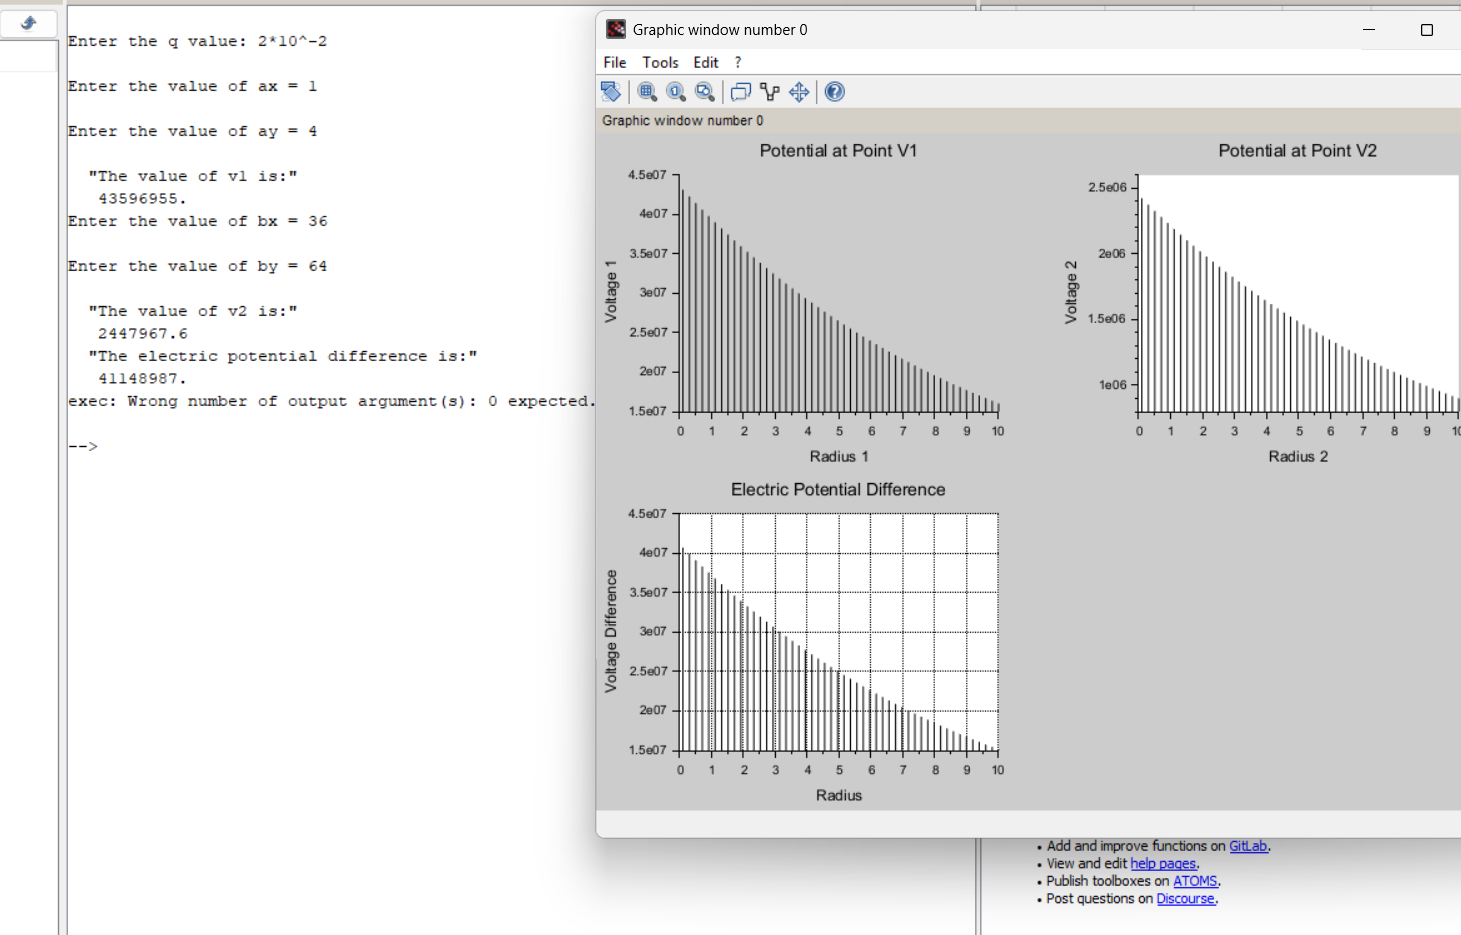 Enter the q value: 2*10^-2
Enter the value of ax = 1
Enter the value of ay = 4
"The value of v1 is:"
43596955.
Enter the value of bx = 36
Enter the value of by = 64
"The value of v2 is:"
2447967.6
"The electric potential difference is:"
41148987.
exec: Wrong number of output argument(s): 0 expected.
-->
Graphic window number 0
File Tools Edit ?
Graphic window number 0
Potential at Point V1
4.5e07
4e07
3.5e07
3e07
2.5e07
2e07
1.5e07
Voltage 1
0 1 2 3 4 5 6 7 8 9 10
Radius 1
Potential at Point V2
2.5e06
2e06
1.5e06
1e06
Voltage 2
0 1 2 3 4 5 6 7 8 9 10
Radius 2
Electric Potential Difference
4.5e07
4e07
3.5e07
3e07
2.5e07
2e07
1.5e07
Voltage Difference
0 1 2 3 4 5 6 7 8 9 10
Radius
• Add and improve functions on GitLab.
• View and edit help pages.
• Publish toolboxes on ATOMS.
• Post questions on Discourse.